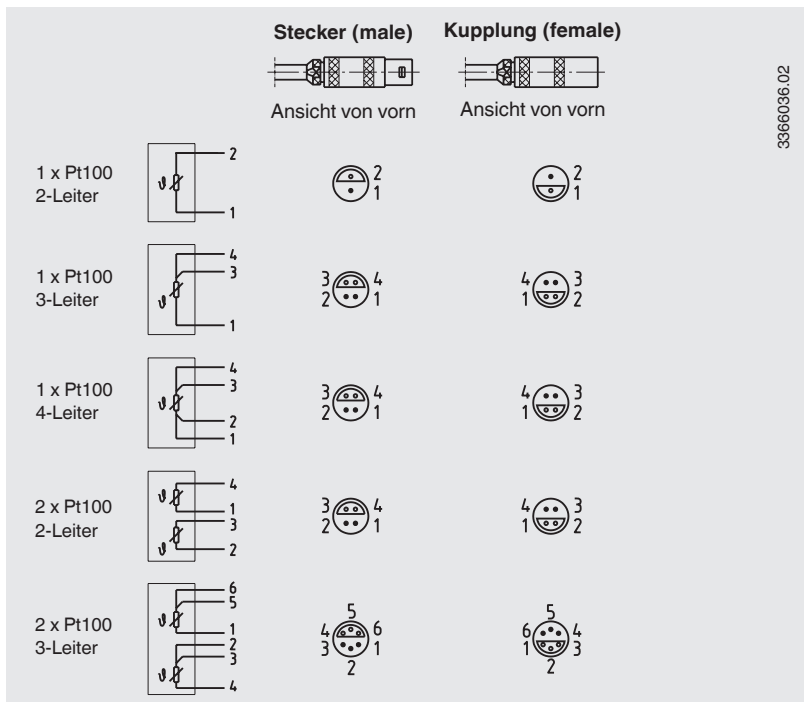 Stecker (male) Kupplung (female)
Ansicht von vorn Ansicht von vorn
3366036.02
1 x Pt100
2-Leiter
2
1
2
1
2
1
1 x Pt100
3-Leiter
4
3
1
3 4
2 1
4 3
1 2
1 x Pt100
4-Leiter
ϑ
4
3
2
1
3 4
2 1
4 3
1 2
2 x Pt100
2-Leiter
ϑ
4
1
3
ϑ
2
3 4
2 1
4 3
1 2
2 x Pt100
3-Leiter
6
5
ϑ
1
2
3
ϑ
4
5
4 6
3 1
2
5
6 4
1 3
2